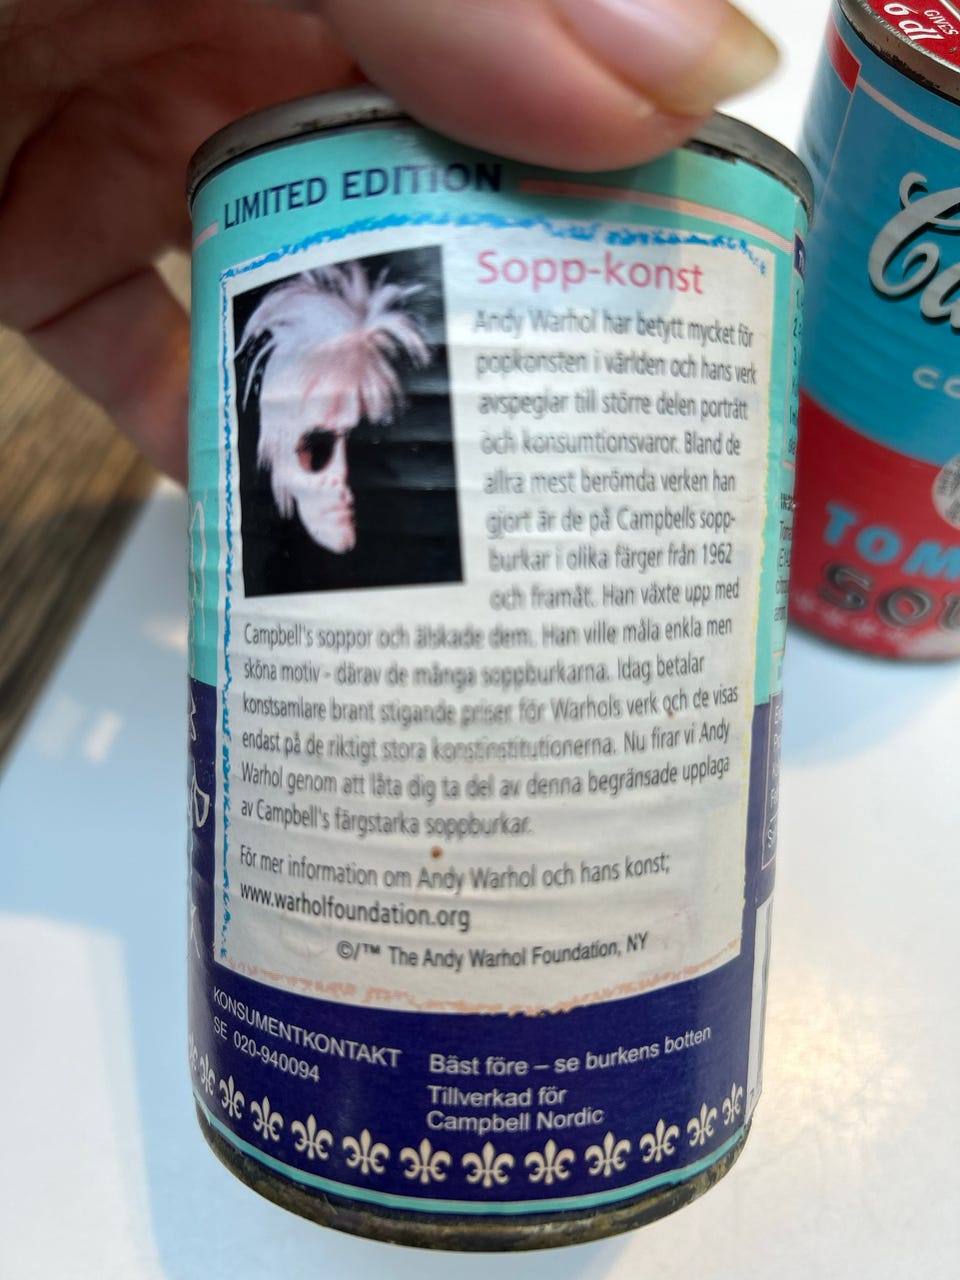 LIMITED EDITION
Sopp-konst
Andy Warhol har betytt mycket för
popkonsten i världen och hans verk
avspeglar till större delen porträtt
och konsumtionsvaror. Bland de
allra mest berömda verken han
gjort är de på Campbells sopp-
burkar i olika färger från 1962
och framåt. Han växte upp med
Campbell's soppor och älskade dem. Han ville måla enkla men
sköna motiv - därav de många soppburkarna. Idag betalar
konstsamlare brant stigande priser för Warhols verk och de visas
endast på de riktigt stora konstinstitutionerna. Nu firar vi Andy
Warhol genom att låta dig ta del av denna begränsade upplaga
av Campbell's färgstarka soppburkar.
För mer information om Andy Warhol och hans konst;
www.warholfoundation.org
©/™ The Andy Warhol Foundation, NY
KONSUMENTKONTAKT
SE 020-940094
Bäst före – se burkens botten
Tillverkad för
Campbell Nordic
GIVES